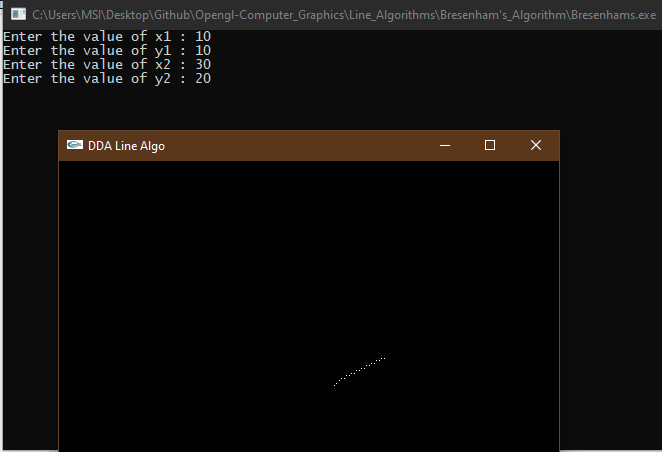 C:\Users\MSI\Desktop\Github\Opengl-Computer_Graphics\Line_Algorithms\Bresenham's_Algorithm\Bresenhams.exe
Enter the value of x1 : 10
Enter the value of y1 : 10
Enter the value of x2 : 30
Enter the value of y2 : 20
DDA Line Algo